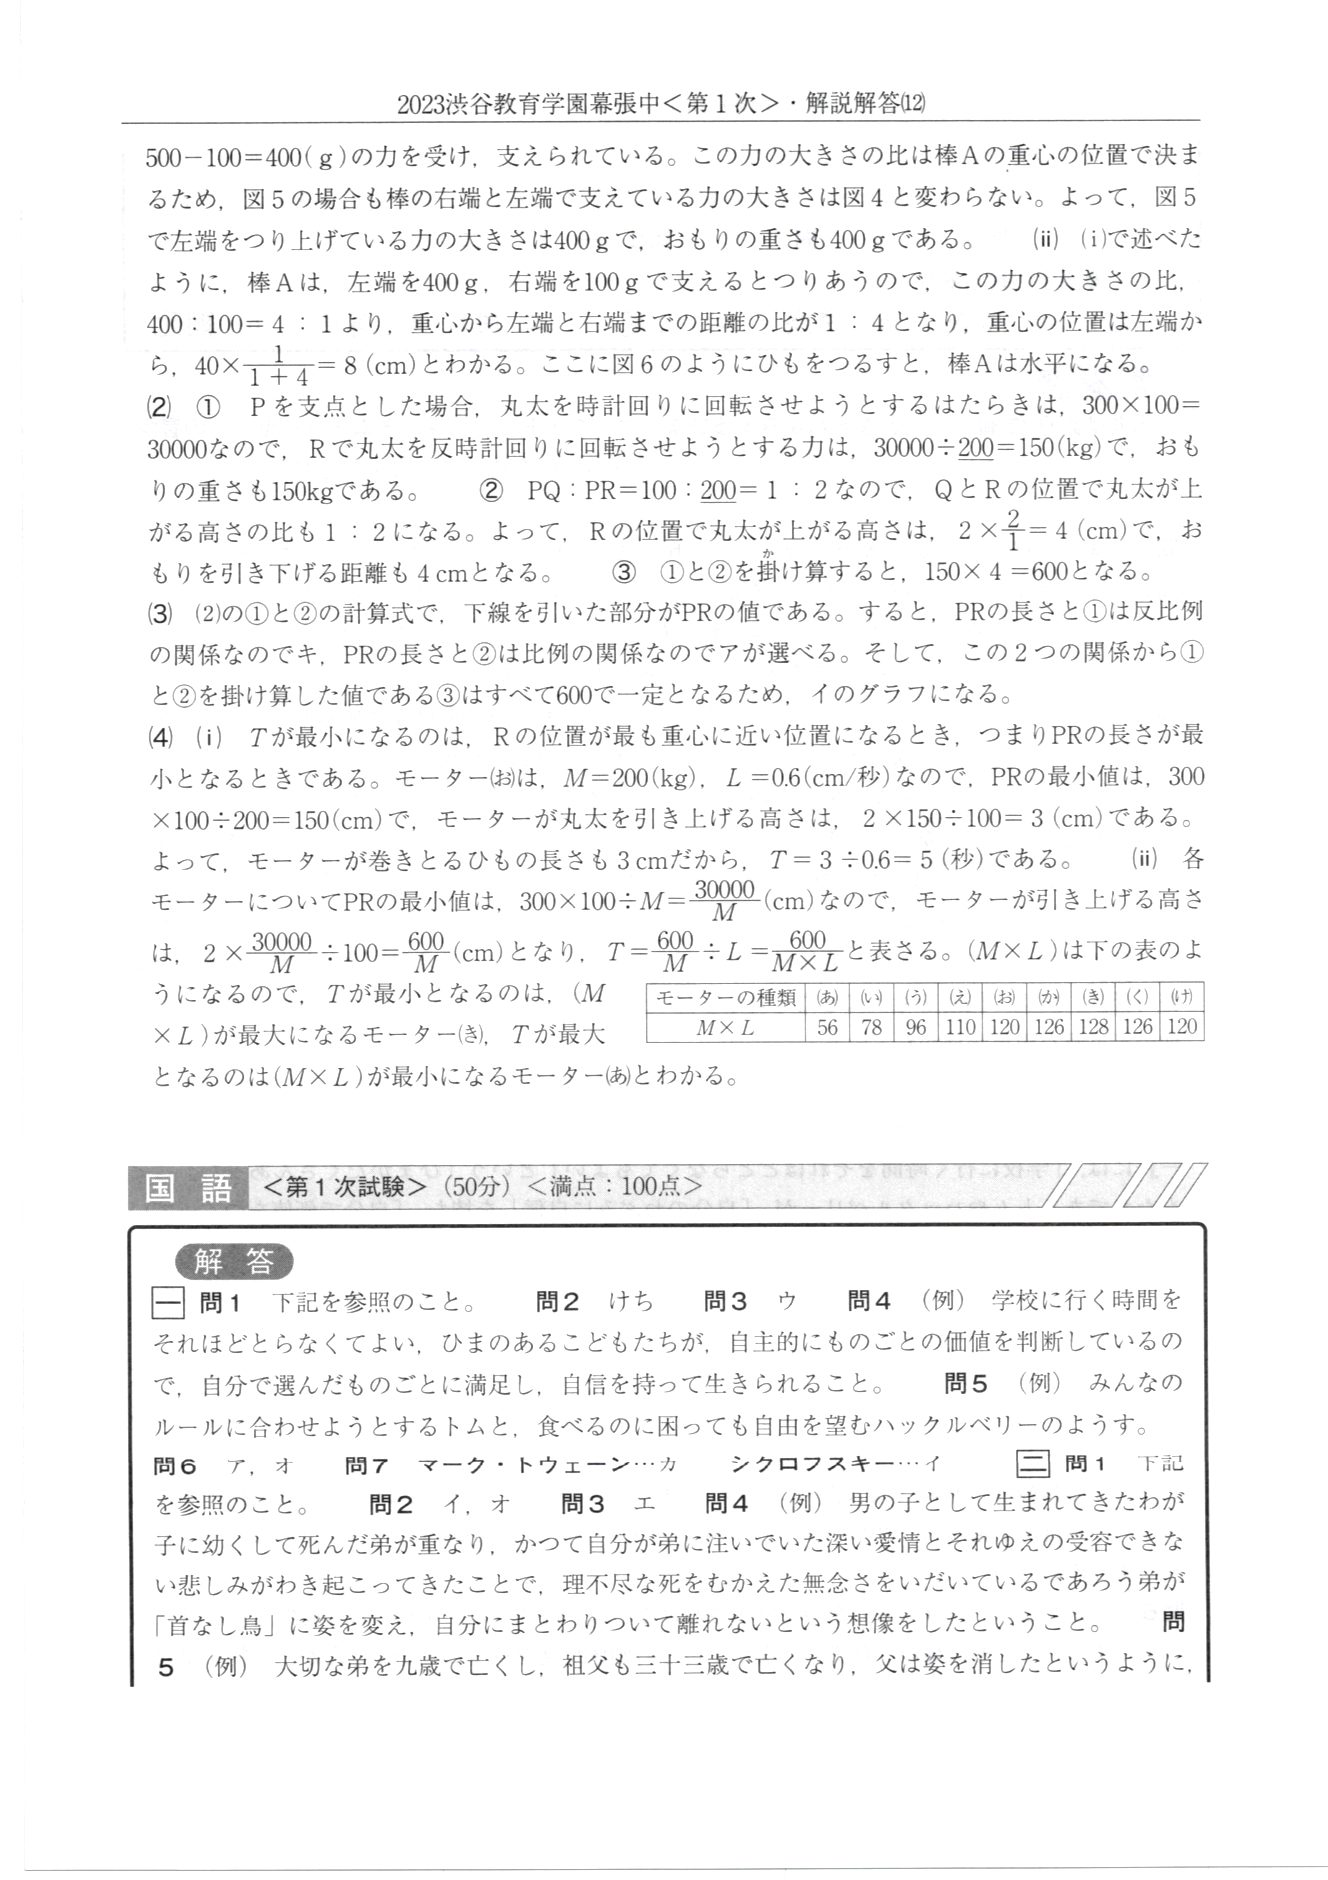 2023渋谷教育学園幕張中＜第１次＞・解説解答⑿
500－100＝400(ｇ)の力を受け，支えられている。この力の大きさの比は棒Ａの重心の位置で決ま
るため，図５の場合も棒の右端と左端で支えている力の大きさは図４と変わらない。よって，図５
で左端をつり上げている力の大きさは400ｇで，おもりの重さも400ｇである。　(ii)　(i)で述べた
ように，棒Ａは，左端を400ｇ，右端を100ｇで支えるとつりあうので，この力の大きさの比，
400：100＝４：１より，重心から左端と右端までの距離の比が１：４となり，重心の位置は左端か
ら，40×1/(1＋4)＝８(cm)とわかる。ここに図６のようにひもをつるすと，棒Ａは水平になる。
⑵　①　Ｐを支点とした場合，丸太を時計回りに回転させようとするはたらきは，300×100＝
30000なので，Ｒで丸太を反時計回りに回転させようとする力は，30000÷200＝150(kg)で，おも
りの重さも150kgである。　②　PQ：PR＝100：200＝１：２なので，ＱとＲの位置で丸太が上
がる高さの比も１：２になる。よって，Ｒの位置で丸太が上がる高さは，２×2/1＝４(cm)で，お
もりを引き下げる距離も４cmとなる。　③　①と②を掛け算すると，150×４＝600となる。
⑶　(2)の①と②の計算式で，下線を引いた部分がPRの値である。すると，PRの長さと①は反比例
の関係なのでキ，PRの長さと②は比例の関係なのでアが選べる。そして，この２つの関係から①
と②を掛け算した値である③はすべて600で一定となるため，イのグラフになる。
⑷　(i)　Ｔが最小になるのは，Ｒの位置が最も重心に近い位置になるとき，つまりPRの長さが最
小となるときである。モーター(お)は，M＝200(kg)，L＝0.6(cm/秒)なので，PRの最小値は，300
×100÷200＝150(cm)で，モーターが丸太を引き上げる高さは，２×150÷100＝３(cm)である。
よって，モーターが巻きとるひもの長さも３cmだから，T＝３÷0.6＝５(秒)である。　(ii)　各
モーターについてPRの最小値は，300×100÷M＝30000/M(cm)なので，モーターが引き上げる高さ
は，２×30000/M÷100＝600/M(cm)となり，T＝600/M÷L＝600/(M×L)と表さる。(M×L)は下の表のよ
うになるので，Tが最小となるのは，(M
×L)が最大になるモーター(き)，Tが最大
となるのは(M×L)が最小になるモーター(あ)とわかる。
モーターの種類　(あ)　(い)　(う)　(え)　(お)　(か)　(き)　(く)　(け)
M×L　56　78　96　110　120　126　128　126　120
国　語　＜第１次試験＞（50分）＜満点：100点＞
解　答
一　問１　下記を参照のこと。　問２　けち　問３　ウ　問４　（例）　学校に行く時間を
それほどとらなくてよい，ひまのあるこどもたちが，自主的にものごとの価値を判断しているの
で，自分で選んだものごとに満足し，自信を持って生きられること。　問５　（例）　みんなの
ルールに合わせようとするトムと，食べるのに困っても自由を望むハックルベリーのようす。
問６　ア，オ　問７　マーク・トウェーン…カ　シクロフスキー…イ　二　問１　下記
を参照のこと。　問２　イ，オ　問３　エ　問４　（例）　男の子として生まれてきたわが
子に幼くして死んだ弟が重なり，かつて自分が弟に注いでいた深い愛情とそれゆえの受容できな
い悲しみがわき起こってきたことで，理不尽な死をむかえた無念さをいだいているであろう弟が
「首なし鳥」に姿を変え，自分にまとわりついて離れないという想像をしたということ。　問
５　（例）　大切な弟を九歳で亡くし，祖父も三十三歳で亡くなり，父は姿を消したというように，